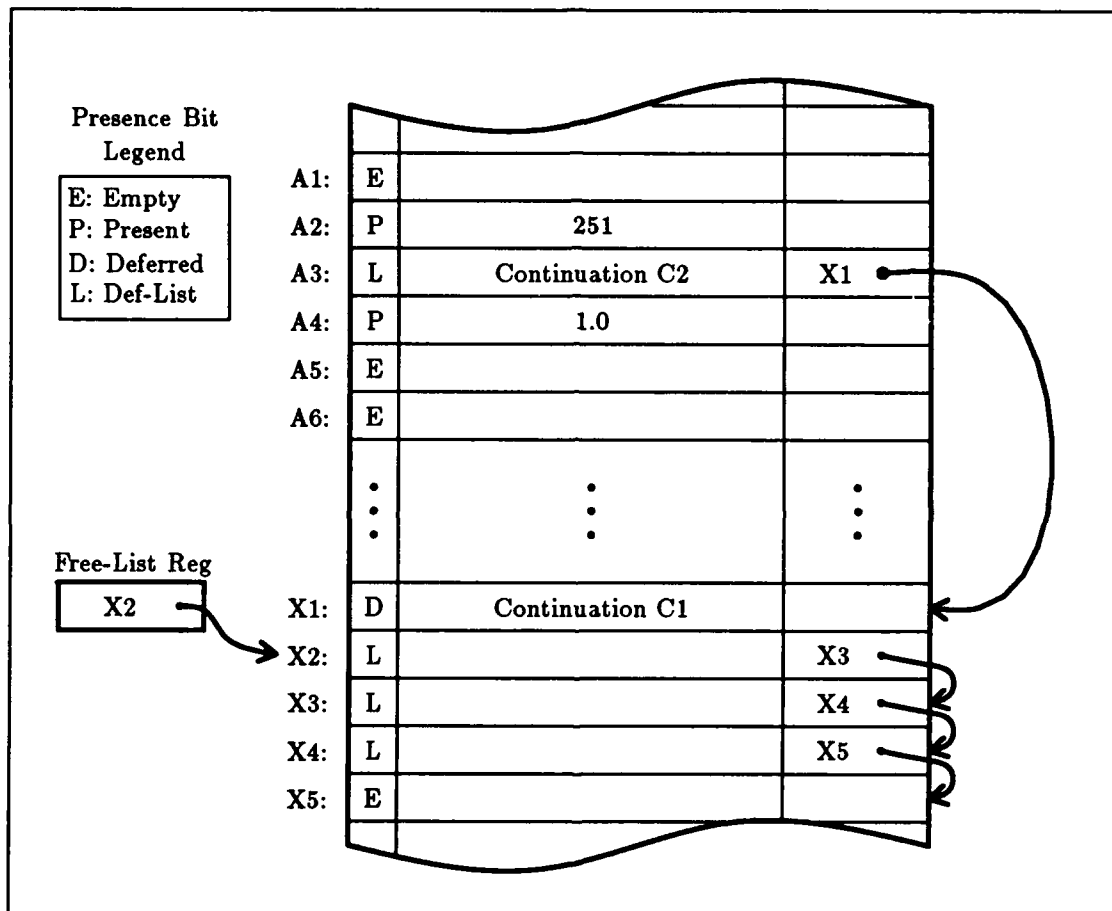 Presence Bit
Legend
E: Empty
P: Present
D: Deferred
L: Def-List
A1: E
A2: P 251
A3: L Continuation C2 X1
A4: P 1.0
A5: E
A6: E
Free-List Reg
X2
X1: D Continuation C1
X2: L X3
X3: L X4
X4: L X5
X5: E